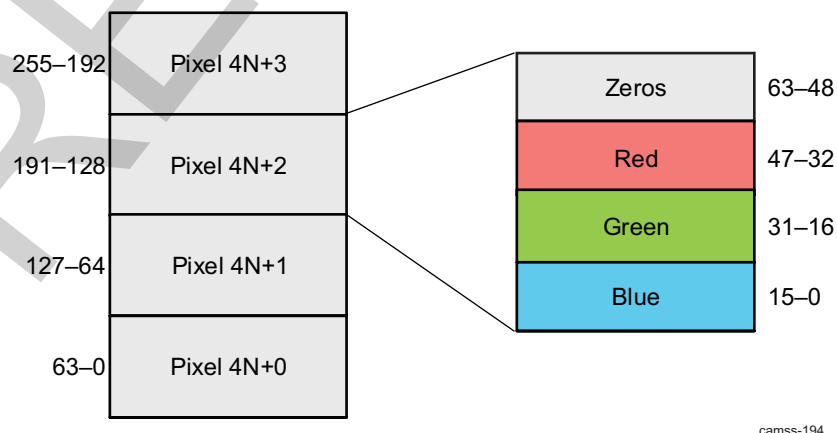 255–192 Pixel 4N+3
191–128 Pixel 4N+2
127–64 Pixel 4N+1
63–0 Pixel 4N+0
Zeros 63–48
Red 47–32
Green 31–16
Blue 15–0
camss-194